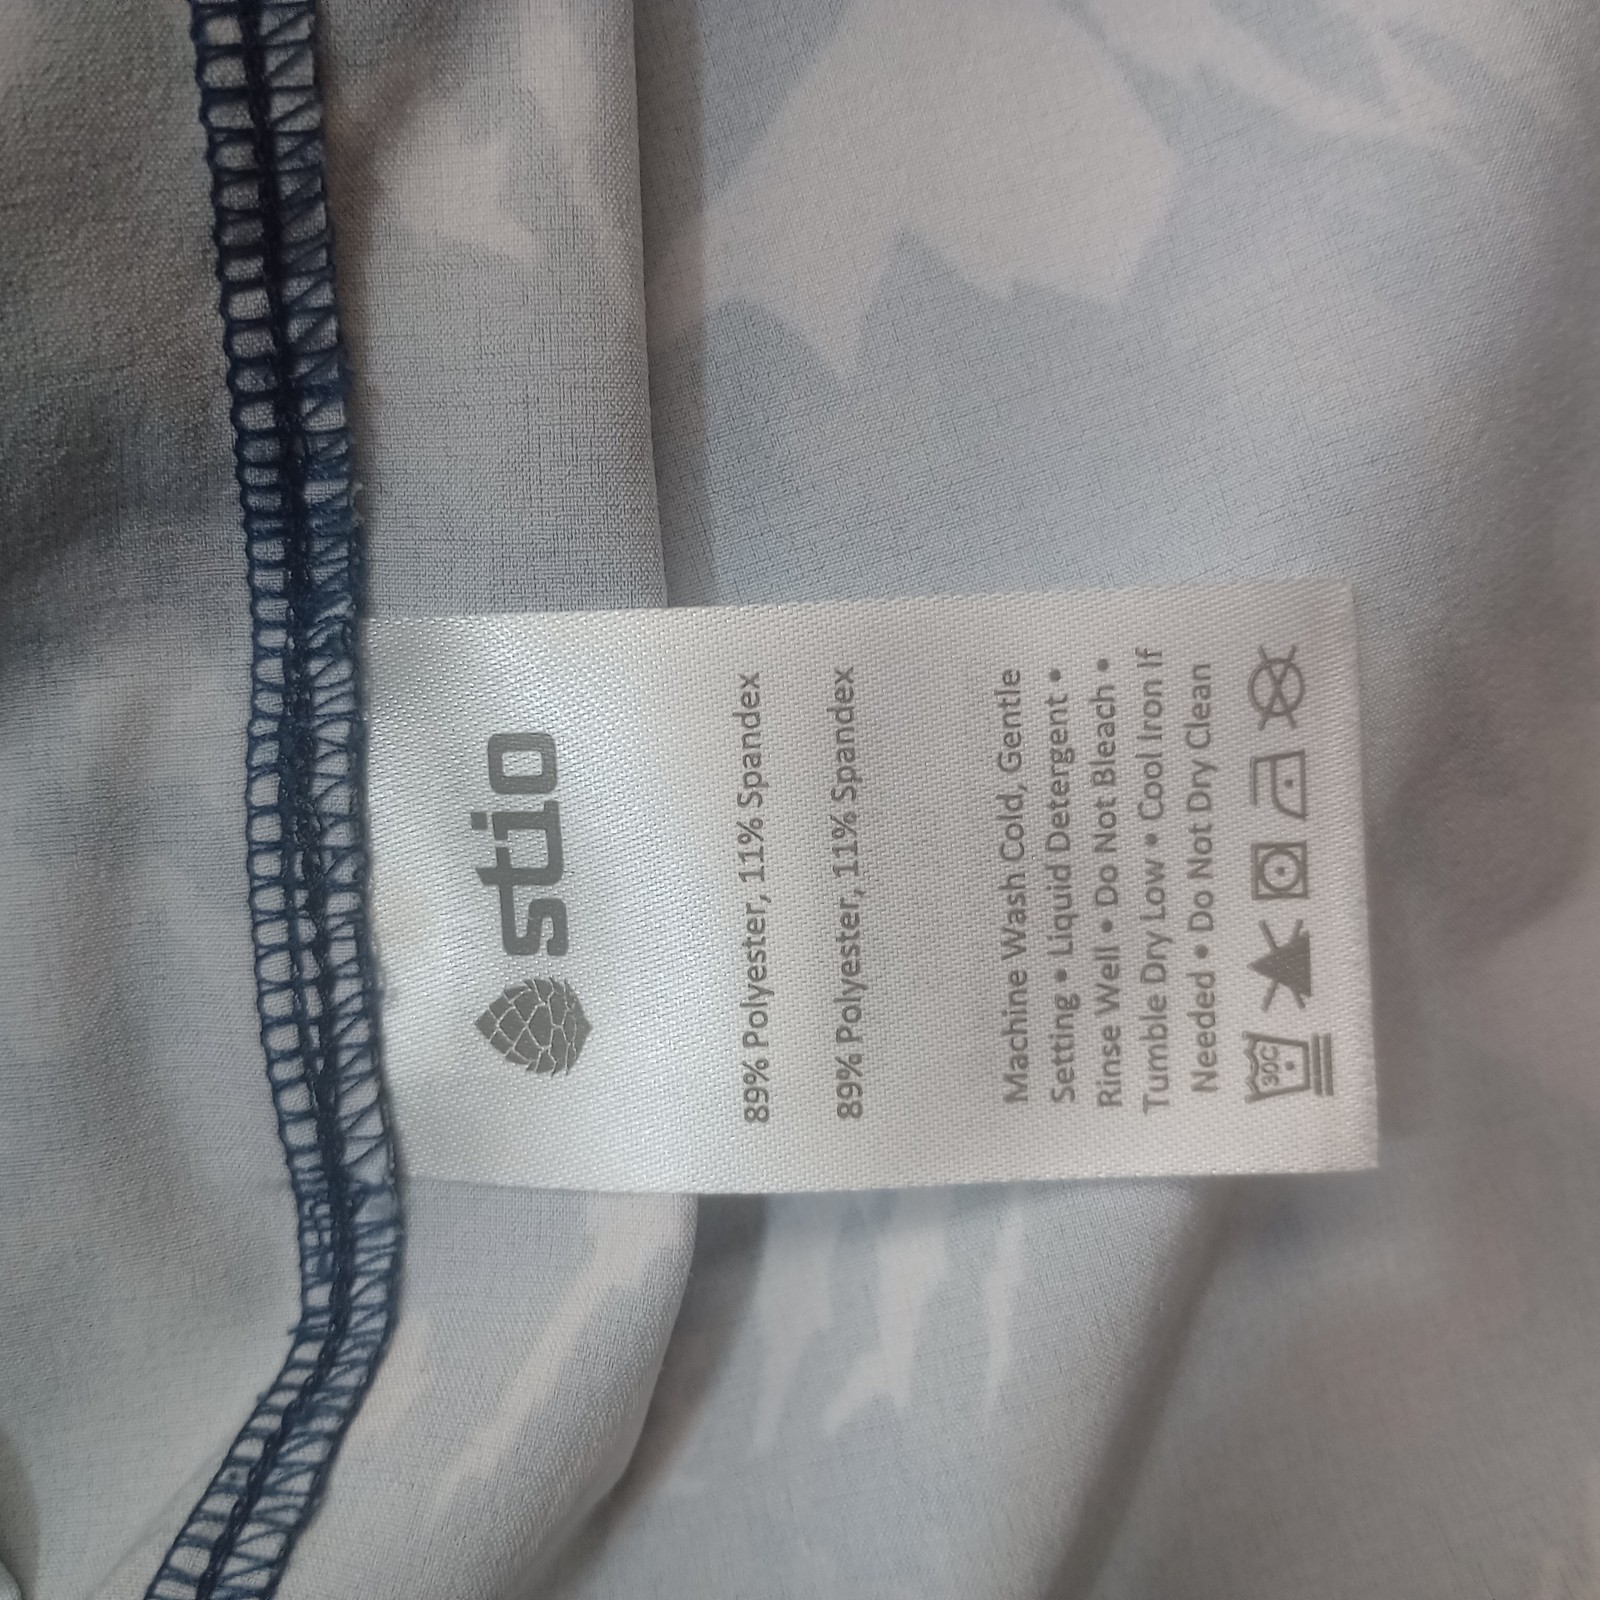 stio
89% Polyester, 11% Spandex
89% Polyester, 11% Spandex
Machine Wash Cold, Gentle
Setting • Liquid Detergent •
Rinse Well • Do Not Bleach •
Tumble Dry Low • Cool Iron If
Needed • Do Not Dry Clean
30C